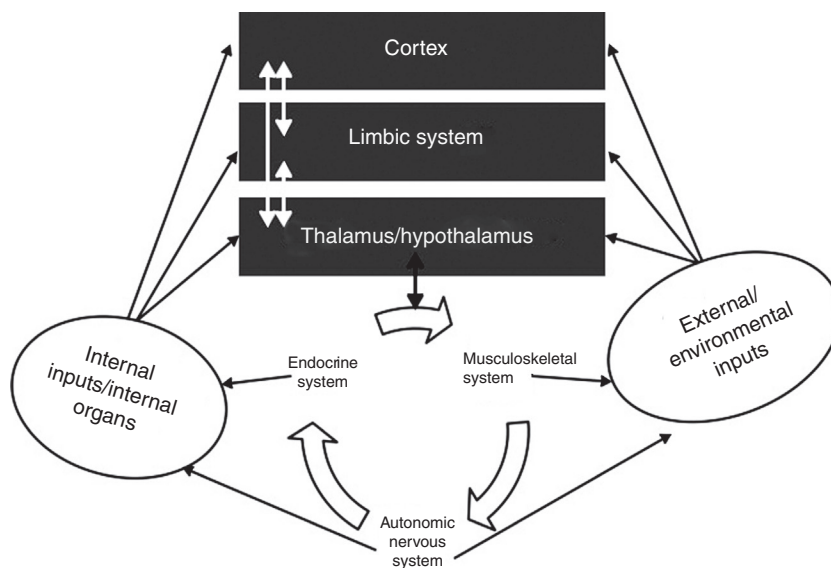 Cortex
Limbic system
Thalamus/hypothalamus
Internal
inputs/internal
organs
Endocrine
system
Musculoskeletal
system
External/
environmental
inputs
Autonomic
nervous
system